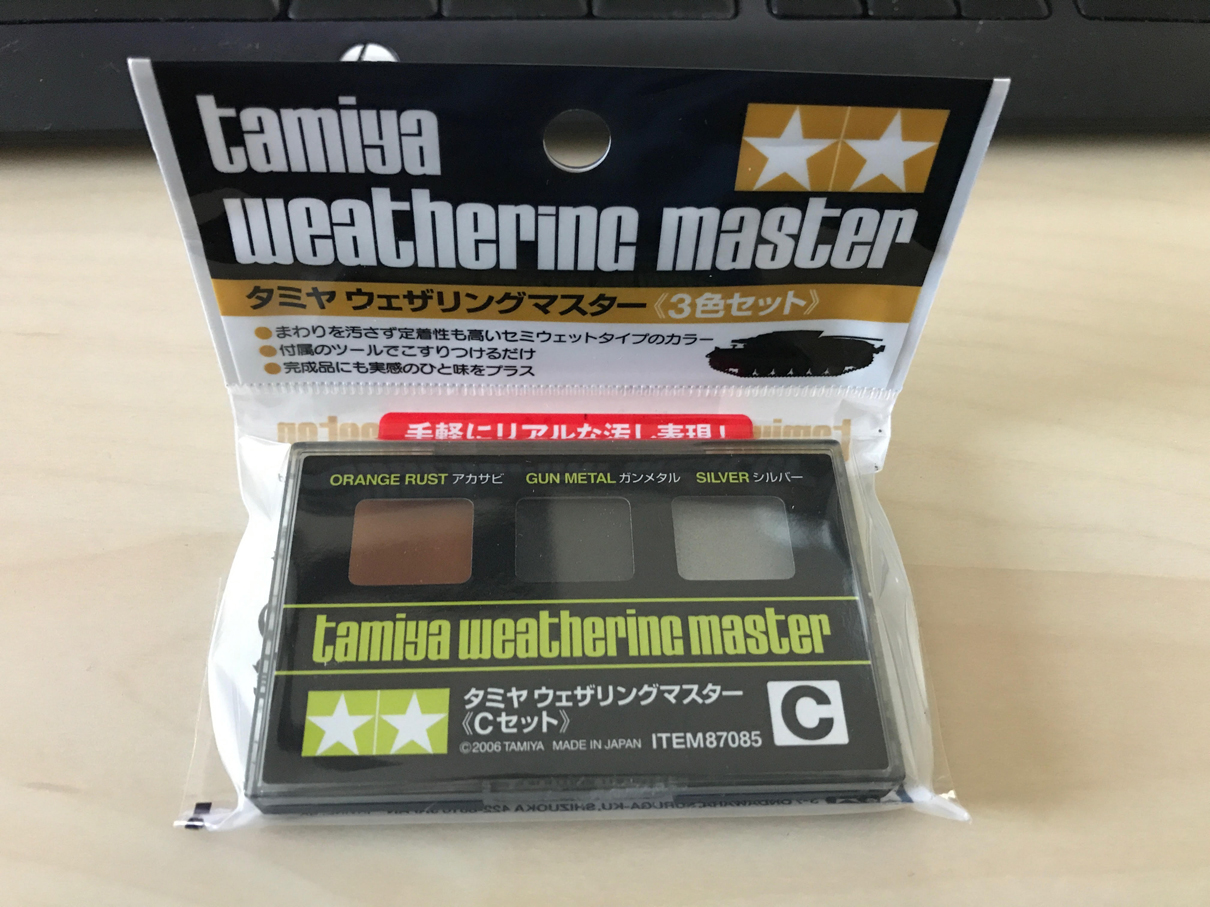 tamiya
weathering master
タミヤ ウェザリングマスター《3色セット》
●まわりを汚さず定着性も高いセミウェットタイプのカラー
●付属のツールでこすりつけるだけ
●完成品にも実感のひと味をプラス
手軽にリアルな汚し表現!
ORANGE RUST アカサビ GUN METAL ガンメタル SILVER シルバー
tamiya weathering master
タミヤ ウェザリングマスター
《Cセット》
C
©2006 TAMIYA MADE IN JAPAN ITEM87085